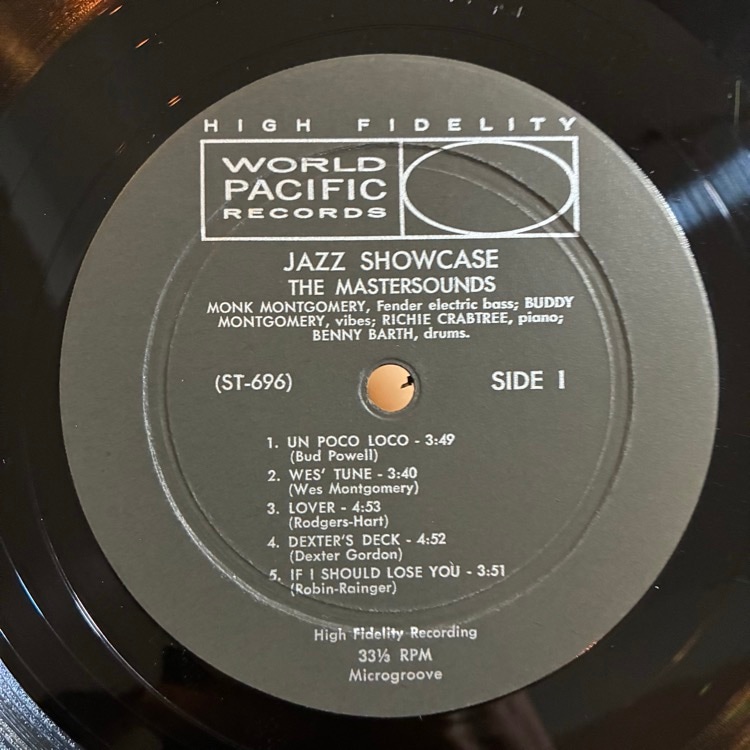 HIGH FIDELITY
WORLD
PACIFIC
RECORDS
JAZZ SHOWCASE
THE MASTERSOUNDS
MONK MONTGOMERY, Fender electric bass; BUDDY
MONTGOMERY, vibes; RICHIE CRABTREE, piano;
BENNY BARTH, drums.
(ST-696)
SIDE 1
1. UN POCO LOCO - 3:49
(Bud Powell)
2. WES' TUNE - 3:40
(Wes Montgomery)
3. LOVER - 4:53
(Rodgers-Hart)
4. DEXTER'S DECK - 4:52
(Dexter Gordon)
5. IF I SHOULD LOSE YOU - 3:51
(Robin-Rainger)
High Fidelity Recording
33⅓ RPM
Microgroove